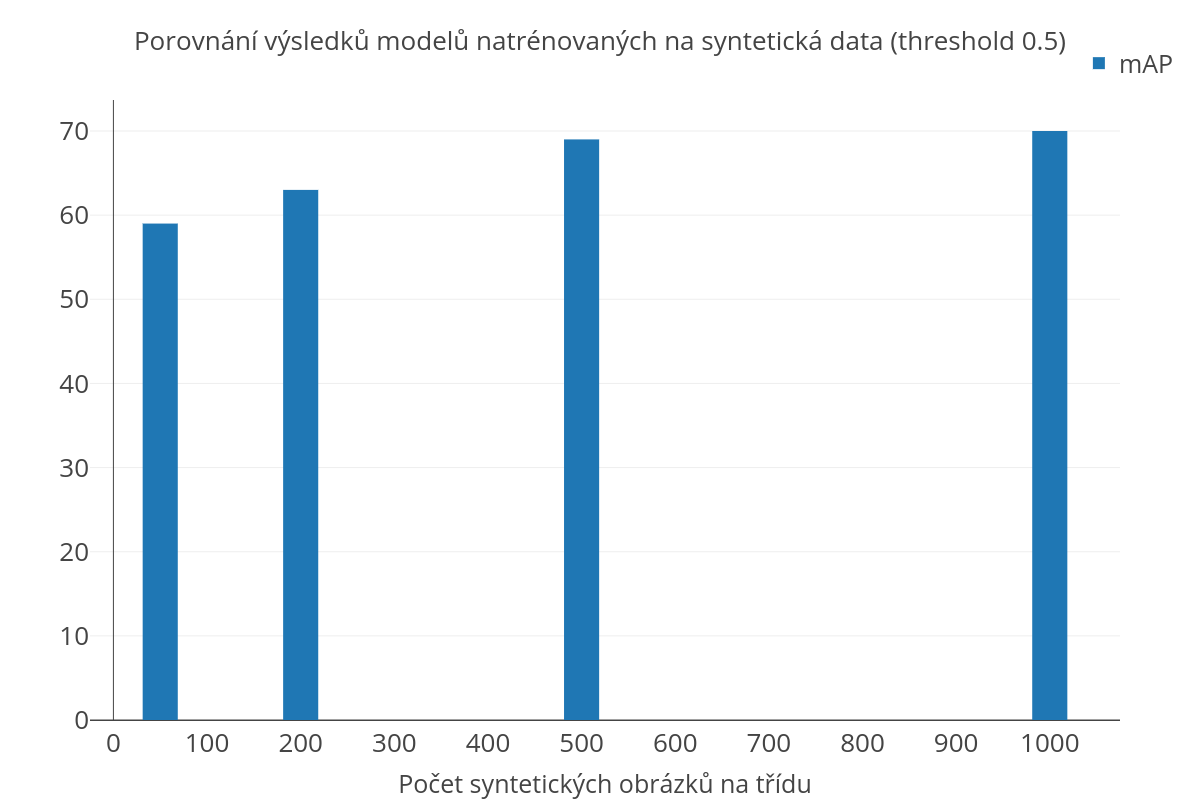 Porovnání výsledků modelů natrénovaných na syntetická data (threshold 0.5)
mAP
70
60
50
40
30
20
10
0
0 100 200 300 400 500 600 700 800 900 1000
Počet syntetických obrázků na třídu